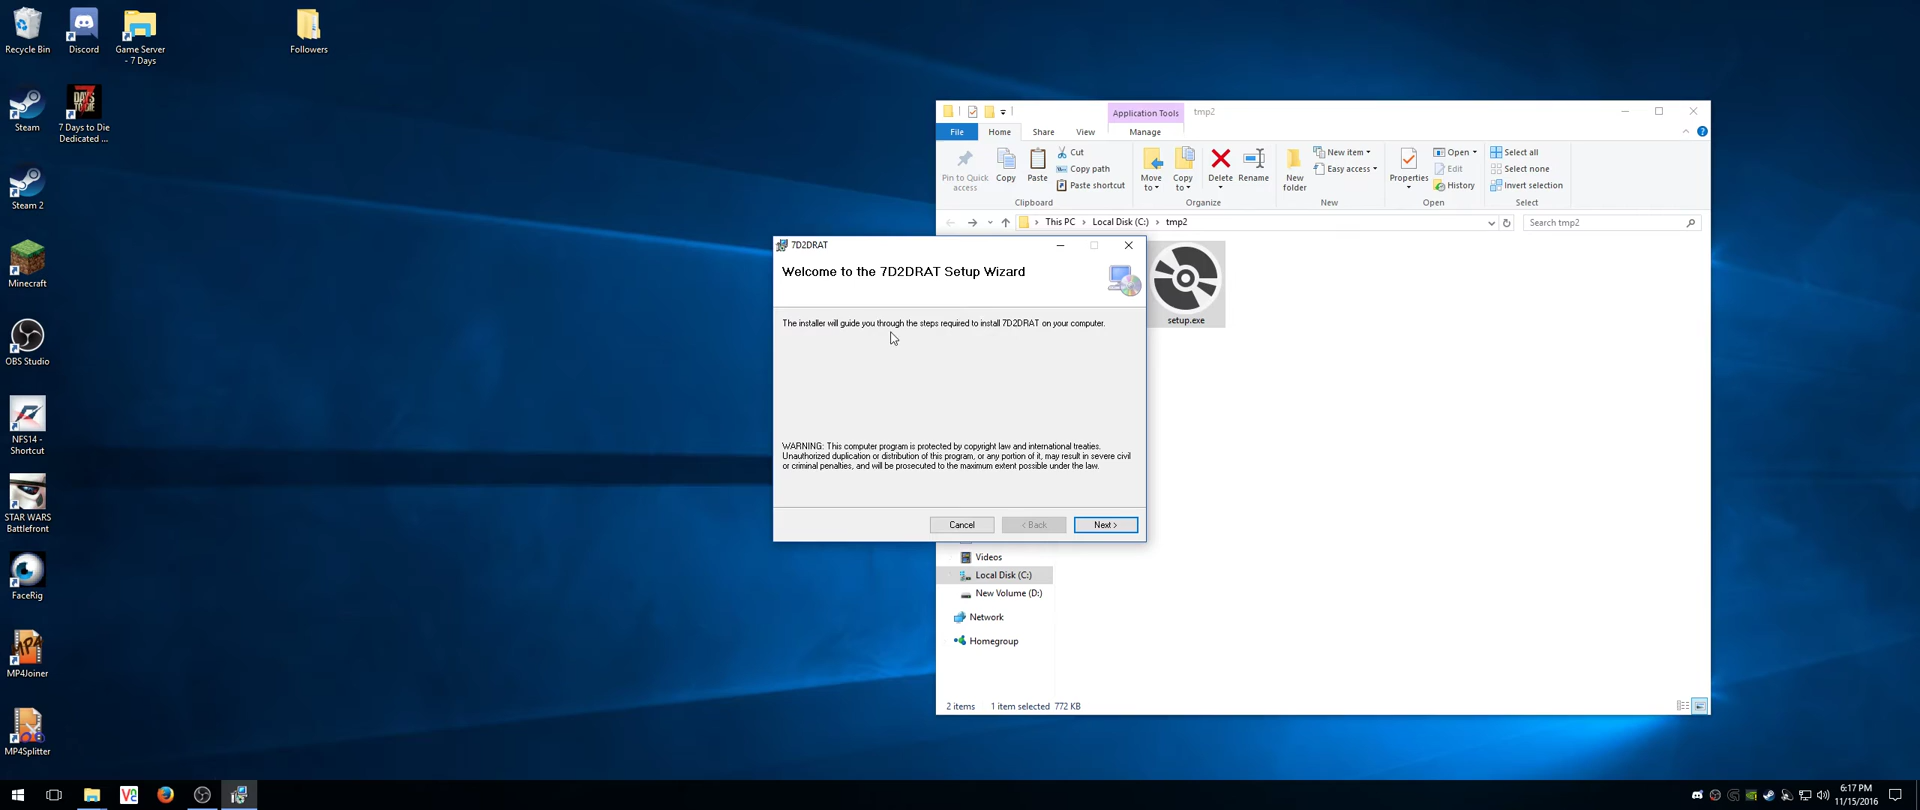 Recycle Bin
Discord
Game Server
- 7 Days
Followers
Steam
7 Days to Die
Dedicated ...
Steam 2
Minecraft
OBS Studio
NFS14 -
Shortcut
STAR WARS
Battlefront
FaceRig
MP4Joiner
MP4Splitter
Application Tools
tmp2
File
Home
Share
View
Manage
Pin to Quick
access
Copy
Paste
Cut
Copy path
Paste shortcut
Clipboard
Move
to
Copy
to
Delete
Rename
Organize
New
folder
New item
Easy access
New
Properties
Open
Edit
History
Open
Select all
Select none
Invert selection
Select
This PC
Local Disk (C:)
tmp2
Search tmp2
setup.exe
7D2DRAT
Welcome to the 7D2DRAT Setup Wizard
The installer will guide you through the steps required to install 7D2DRAT on your computer.
WARNING: This computer program is protected by copyright law and international treaties.
Unauthorized duplication or distribution of this program, or any portion of it, may result in severe civil
or criminal penalties, and will be prosecuted to the maximum extent possible under the law.
Cancel
< Back
Next >
Videos
Local Disk (C:)
New Volume (D:)
Network
Homegroup
2 items
1 item selected 772 KB
6:17 PM
11/15/2016